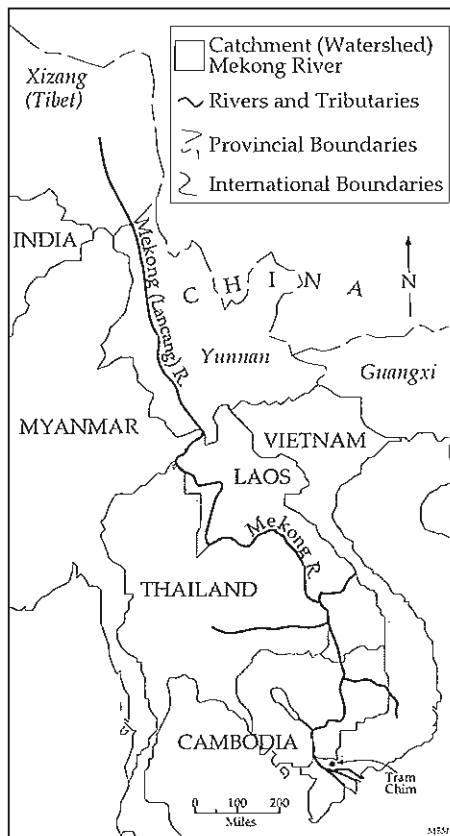 Catchment (Watershed)
Mekong River
Rivers and Tributaries
Provincial Boundaries
International Boundaries
Xizang
(Tibet)
INDIA
Mekong (Lancang) R.
C H I N A
N
Yunnan
Guangxi
MYANMAR
VIETNAM
LAOS
Mekong R.
THAILAND
CAMBODIA
Tram
Chim
0 100 200
Miles